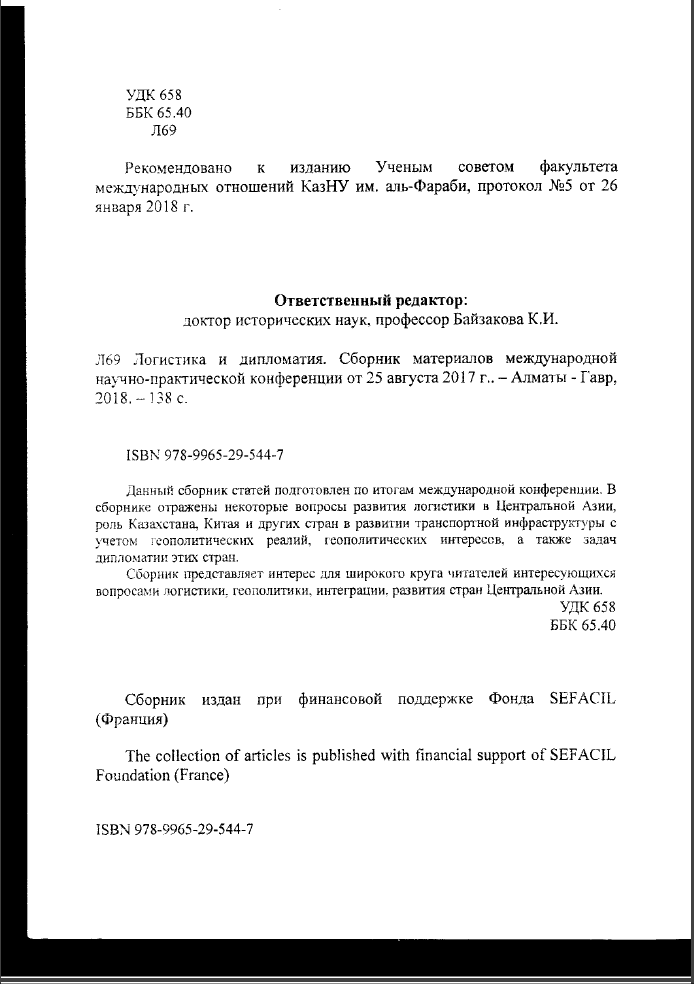 УДК 658
ББК 65.40
Л69
Рекомендовано к изданию Ученым советом факультета
международных отношений КазНУ им. аль-Фараби, протокол №5 от 26
января 2018 г.
Ответственный редактор:
доктор исторических наук, профессор Байзакова К.И.
Л69 Логистика и дипломатия. Сборник материалов международной
научно-практической конференции от 25 августа 2017 г.. – Алматы - Гавр,
2018. – 138 с.
ISBN 978-9965-29-544-7
Данный сборник статей подготовлен по итогам международной конференции. В
сборнике отражены некоторые вопросы развития логистики в Центральной Азии,
роль Казахстана, Китая и других стран в развитии транспортной инфраструктуры с
учетом геополитических реалий, геополитических интересов, а также задач
дипломатии этих стран.
Сборник представляет интерес для широкого круга читателей интересующихся
вопросами логистики, геополитики, интеграции, развития стран Центральной Азии.
УДК 658
ББК 65.40
Сборник издан при финансовой поддержке Фонда SEFACIL
(Франция)
The collection of articles is published with financial support of SEFACIL
Foundation (France)
ISBN 978-9965-29-544-7